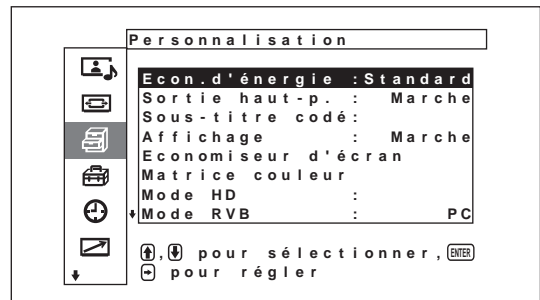 Personnalisation
Econ.d'énergie :Standard
Sortie haut-p. : Marche
Sous-titre codé:
Affichage : Marche
Economiseur d'écran
Matrice couleur
Mode HD :
Mode RVB : PC
, pour sélectionner, ENTER
pour régler